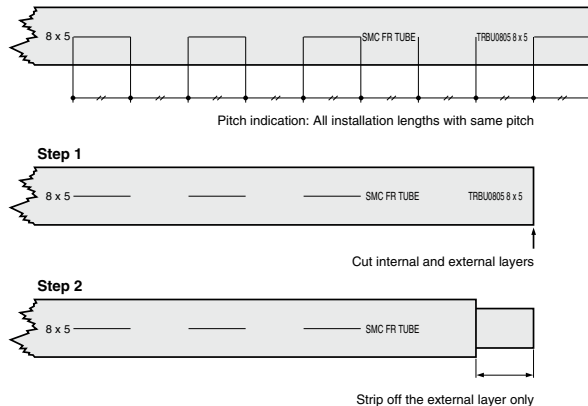 8 x 5 SMC FR TUBE TRBU0805 8 x 5
Pitch indication: All installation lengths with same pitch
Step 1
8 x 5 SMC FR TUBE TRBU0805 8 x 5
Cut internal and external layers
Step 2
8 x 5 SMC FR TUBE
Strip off the external layer only